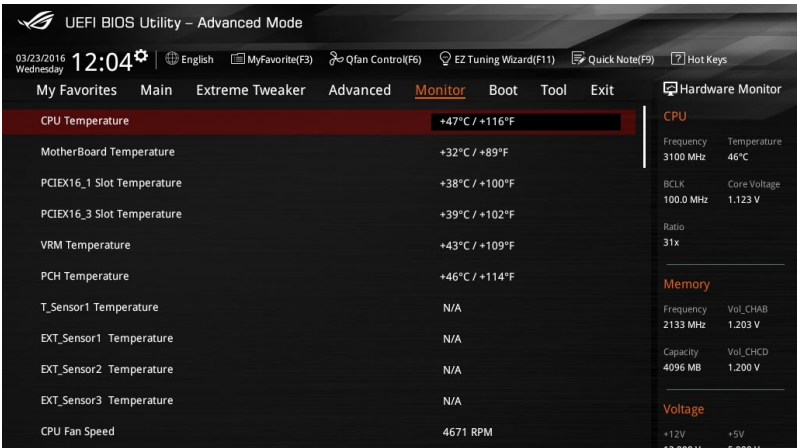 UEFI BIOS Utility – Advanced Mode
03/23/2016
Wednesday
12:04
English
MyFavorite(F3)
Qfan Control(F6)
EZ Tuning Wizard(F11)
Quick Note(F9)
? Hot Keys
My Favorites Main Extreme Tweaker Advanced Monitor Boot Tool Exit
CPU Temperature +47°C / +116°F
MotherBoard Temperature +32°C / +89°F
PCIEX16_1 Slot Temperature +38°C / +100°F
PCIEX16_3 Slot Temperature +39°C / +102°F
VRM Temperature +43°C / +109°F
PCH Temperature +46°C / +114°F
T_Sensor1 Temperature N/A
EXT_Sensor1 Temperature N/A
EXT_Sensor2 Temperature N/A
EXT_Sensor3 Temperature N/A
CPU Fan Speed 4671 RPM
Hardware Monitor
CPU
Frequency Temperature
3100 MHz 46°C
BCLK Core Voltage
100.0 MHz 1.123 V
Ratio
31x
Memory
Frequency Vol_CHAB
2133 MHz 1.203 V
Capacity Vol_CHCD
4096 MB 1.200 V
Voltage
+12V +5V